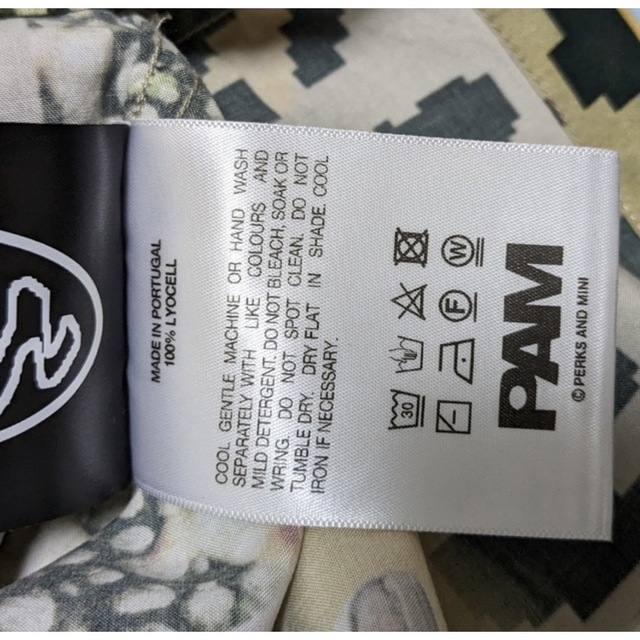 MADE IN PORTUGAL
100% LYOCELL
COOL GENTLE MACHINE OR HAND WASH
SEPARATELY WITH LIKE COLOURS AND
MILD DETERGENT. DO NOT BLEACH, SOAK OR
WRING. DO NOT SPOT CLEAN. DO NOT
TUMBLE DRY. DRY FLAT IN SHADE. COOL
IRON IF NECESSARY.
30
F W
PAM
© PERKS AND MINI